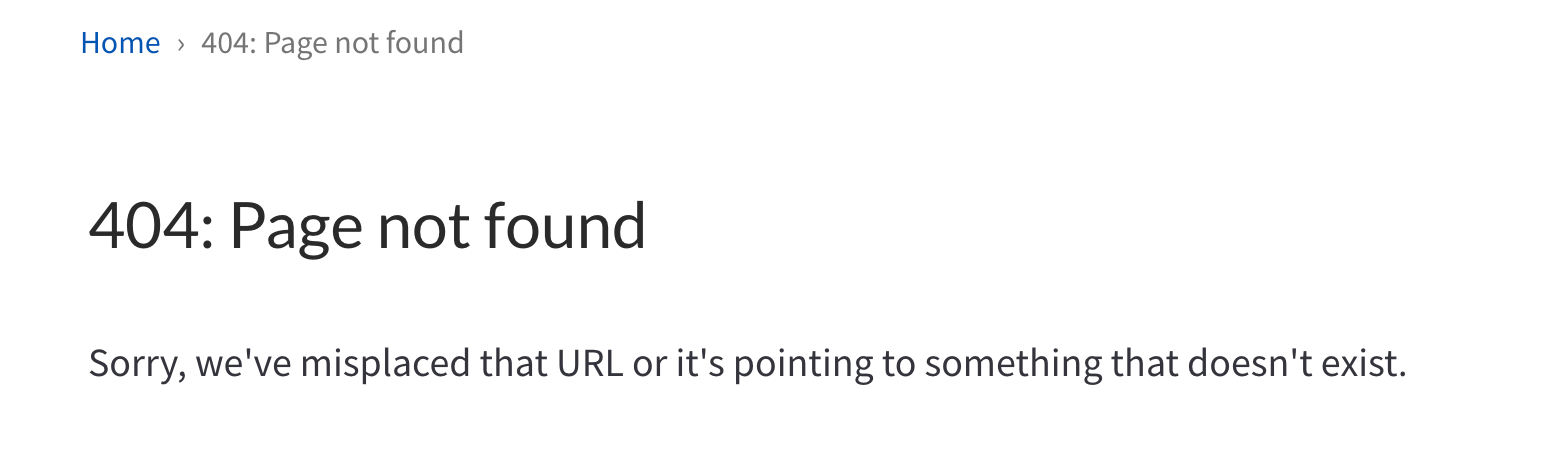 Home › 404: Page not found
404: Page not found
Sorry, we've misplaced that URL or it's pointing to something that doesn't exist.